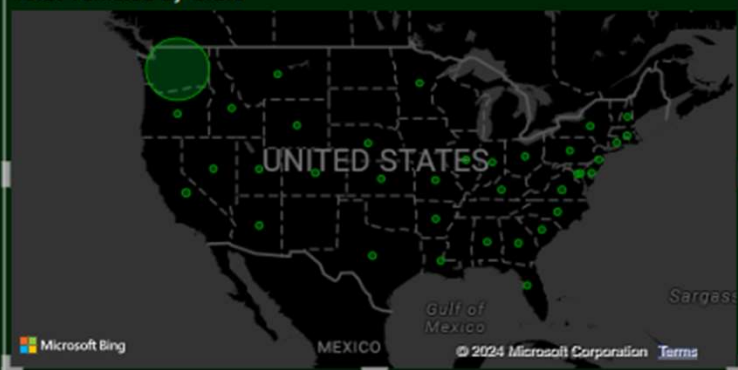 UNITED STATES
Gulf of
Mexico
Sargass
MEXICO
Microsoft Bing
© 2024 Microsoft Corporation Terms